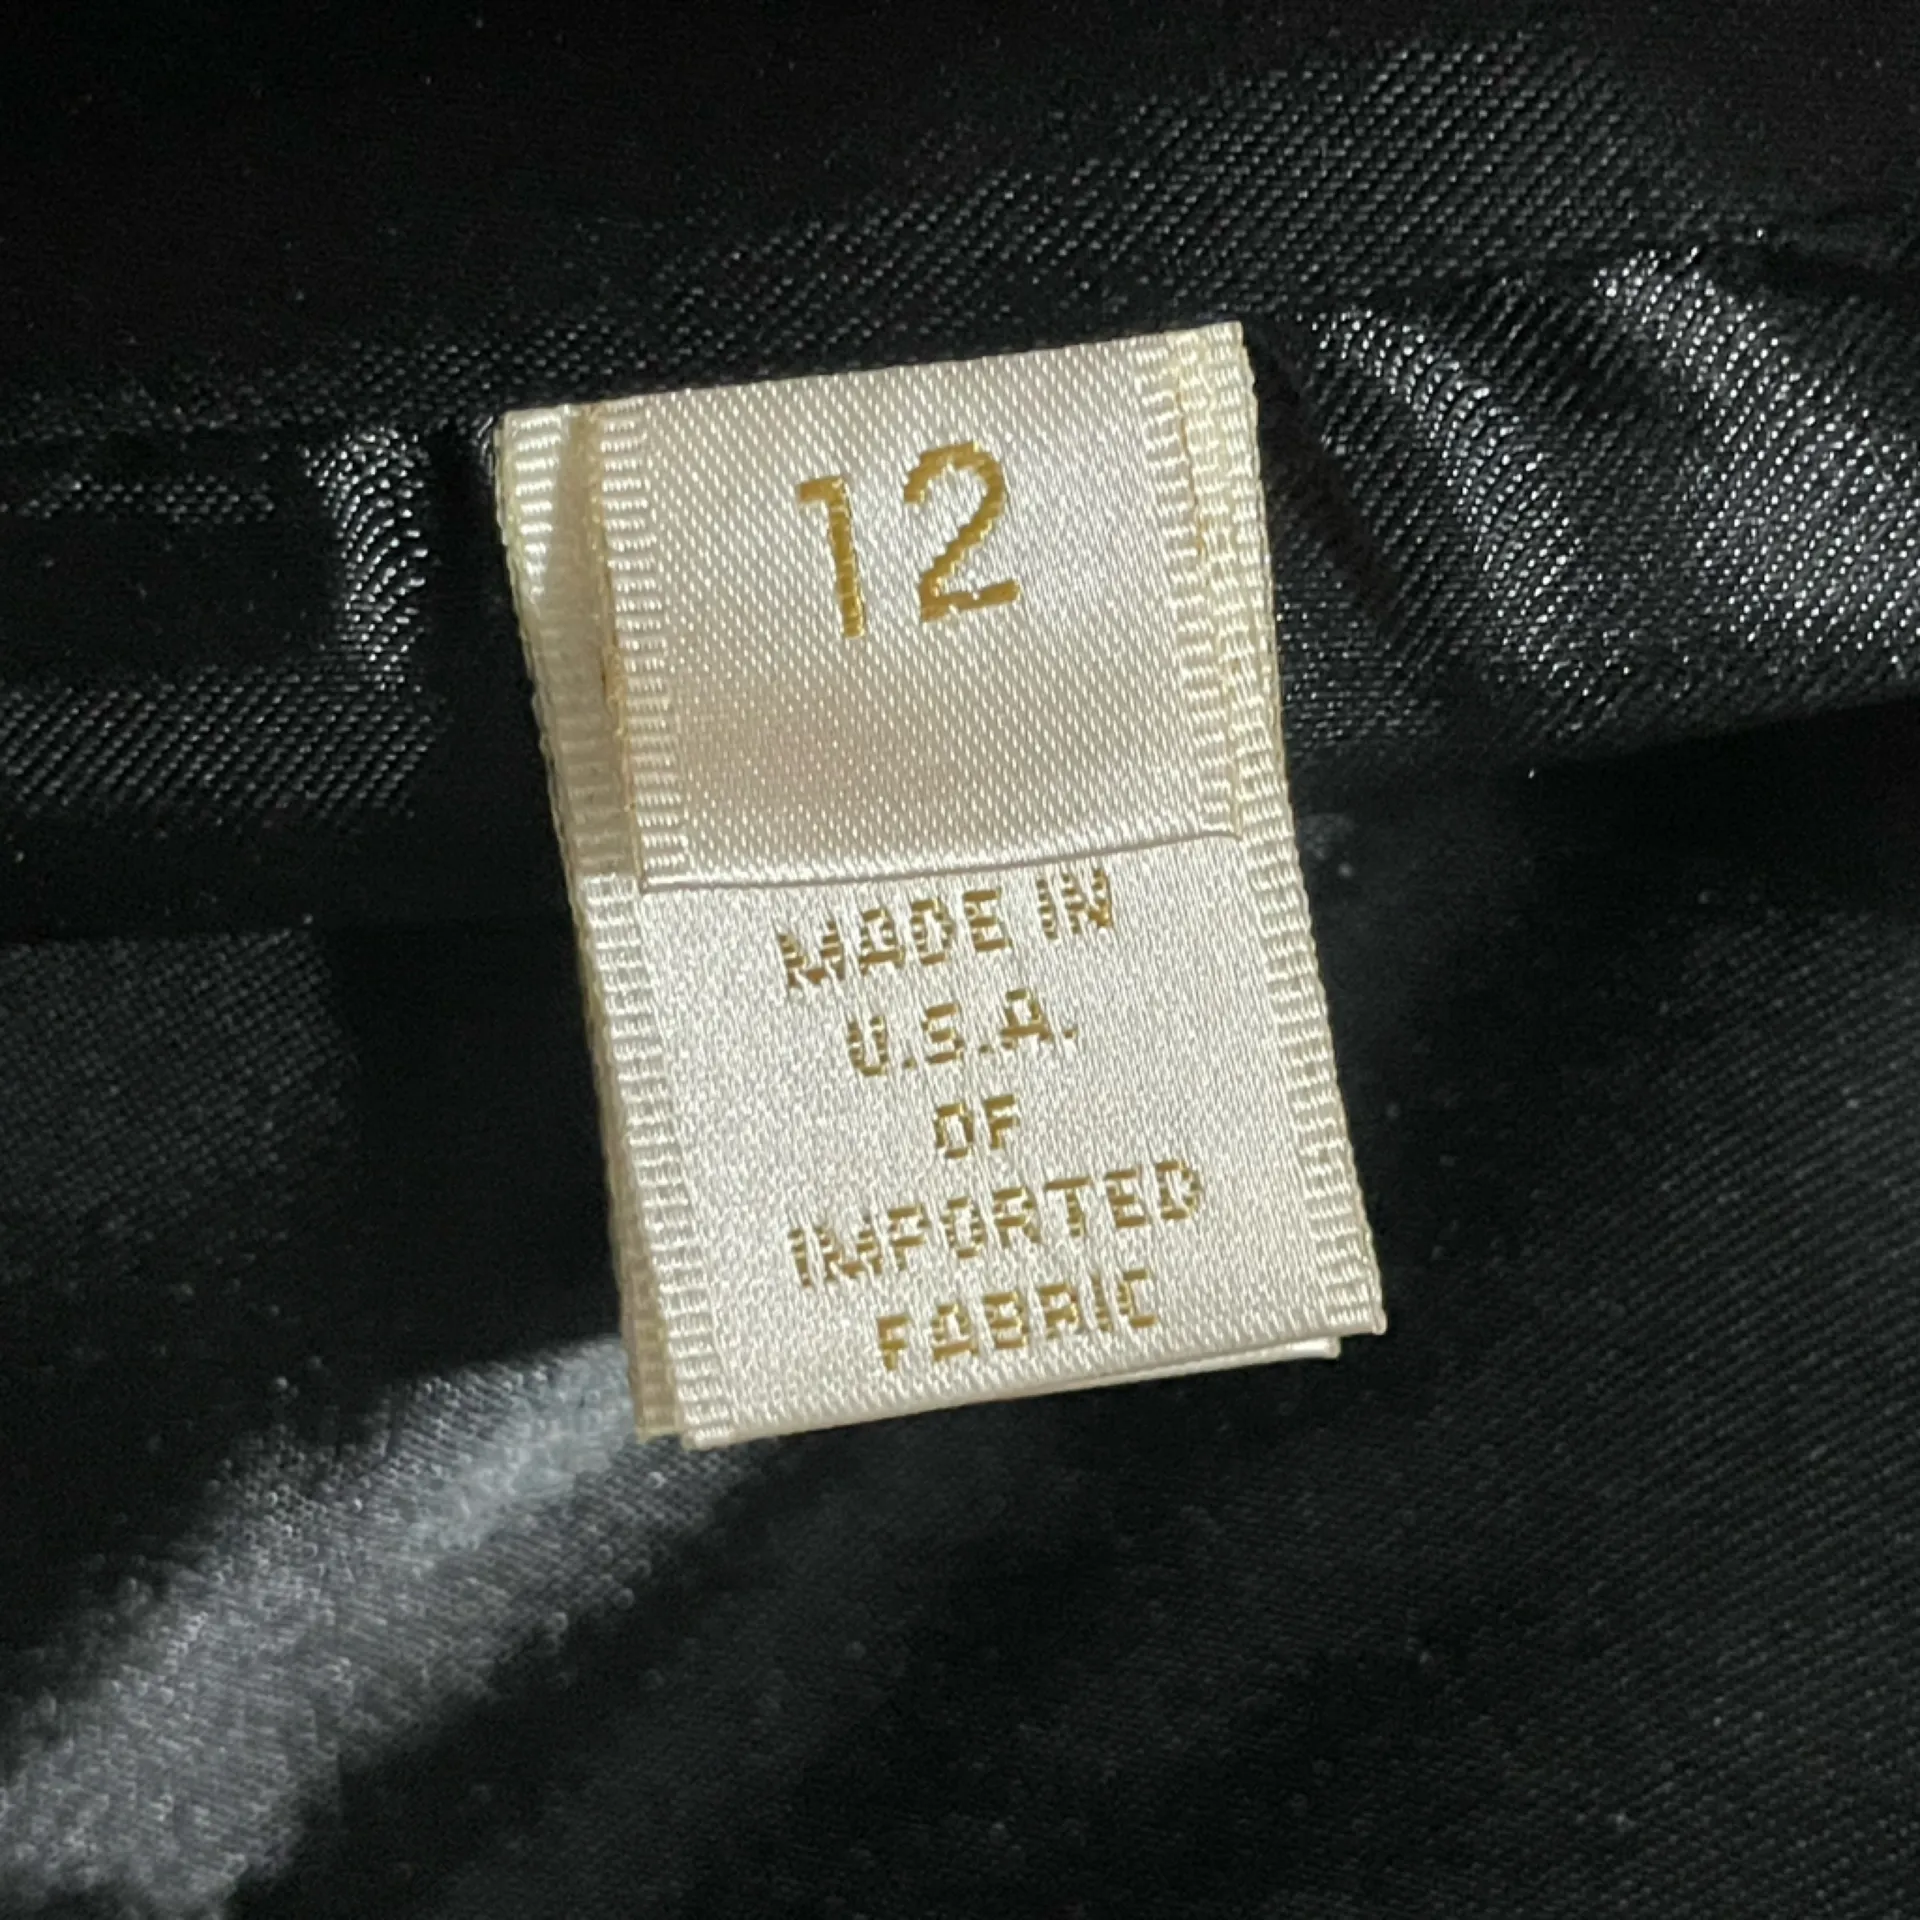 12
MADE IN
U.S.A.
OF
IMPORTED
FABRIC